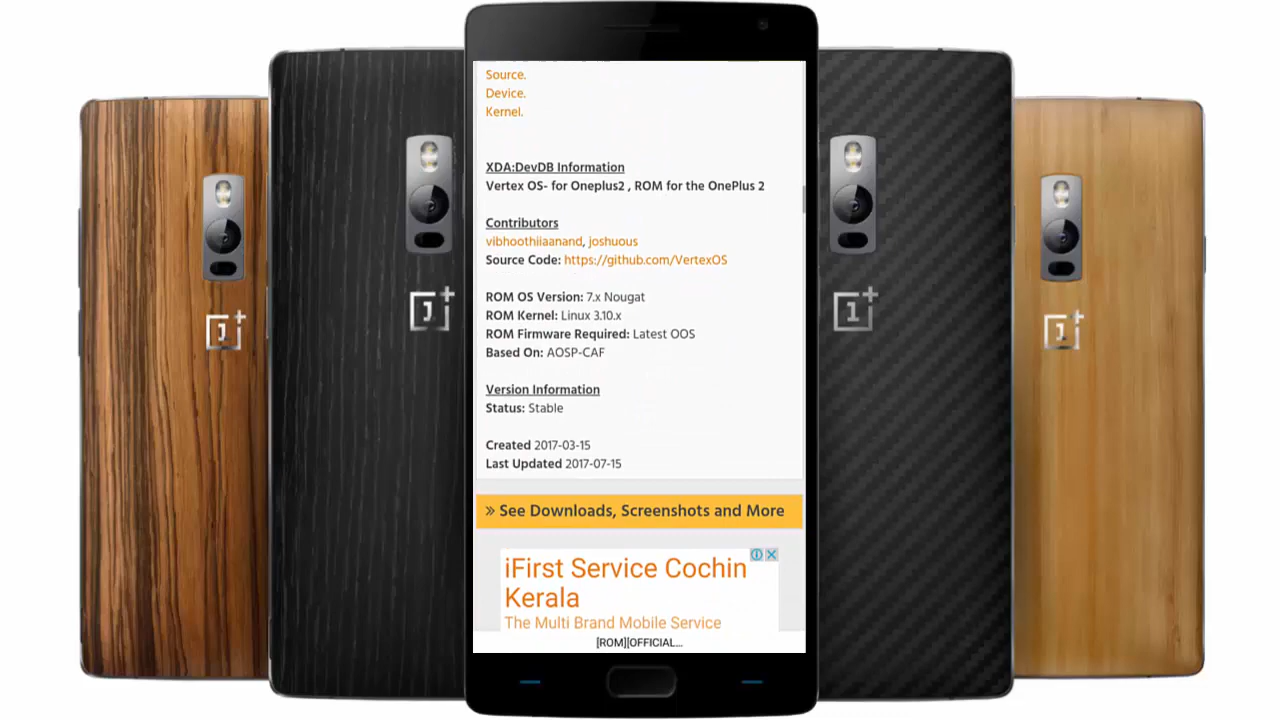 Source.
Device.
Kernel.
XDA:DevDB Information
Vertex OS- for Oneplus2 , ROM for the OnePlus 2
Contributors
vibhoothiiaanand, joshuous
Source Code: https://github.com/VertexOS
ROM OS Version: 7.x Nougat
ROM Kernel: Linux 3.10.x
ROM Firmware Required: Latest OOS
Based On: AOSP-CAF
Version Information
Status: Stable
Created 2017-03-15
Last Updated 2017-07-15
» See Downloads, Screenshots and More
iFirst Service Cochin
Kerala
The Multi Brand Mobile Service
[ROM][OFFICIAL...